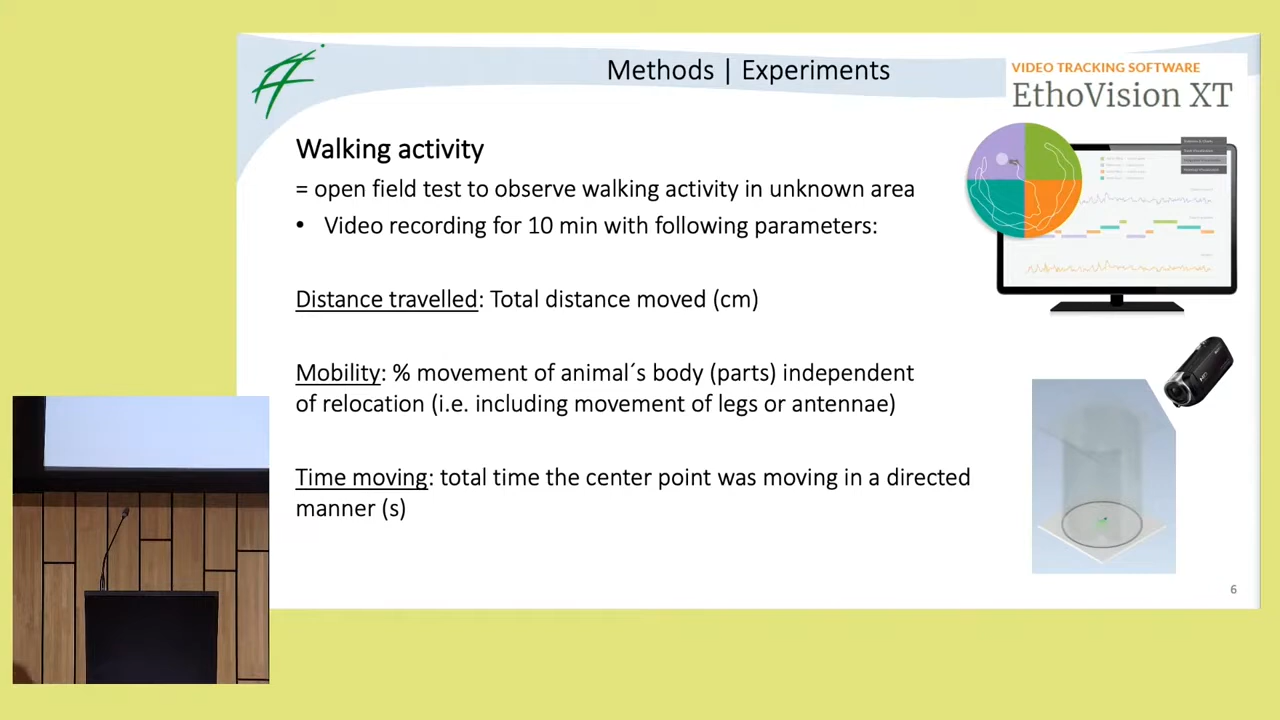 Methods | Experiments
VIDEO TRACKING SOFTWARE
EthoVision XT
Walking activity
= open field test to observe walking activity in unknown area
• Video recording for 10 min with following parameters:
Distance travelled: Total distance moved (cm)
Mobility: % movement of animal´s body (parts) independent
of relocation (i.e. including movement of legs or antennae)
Time moving: total time the center point was moving in a directed
manner (s)
6